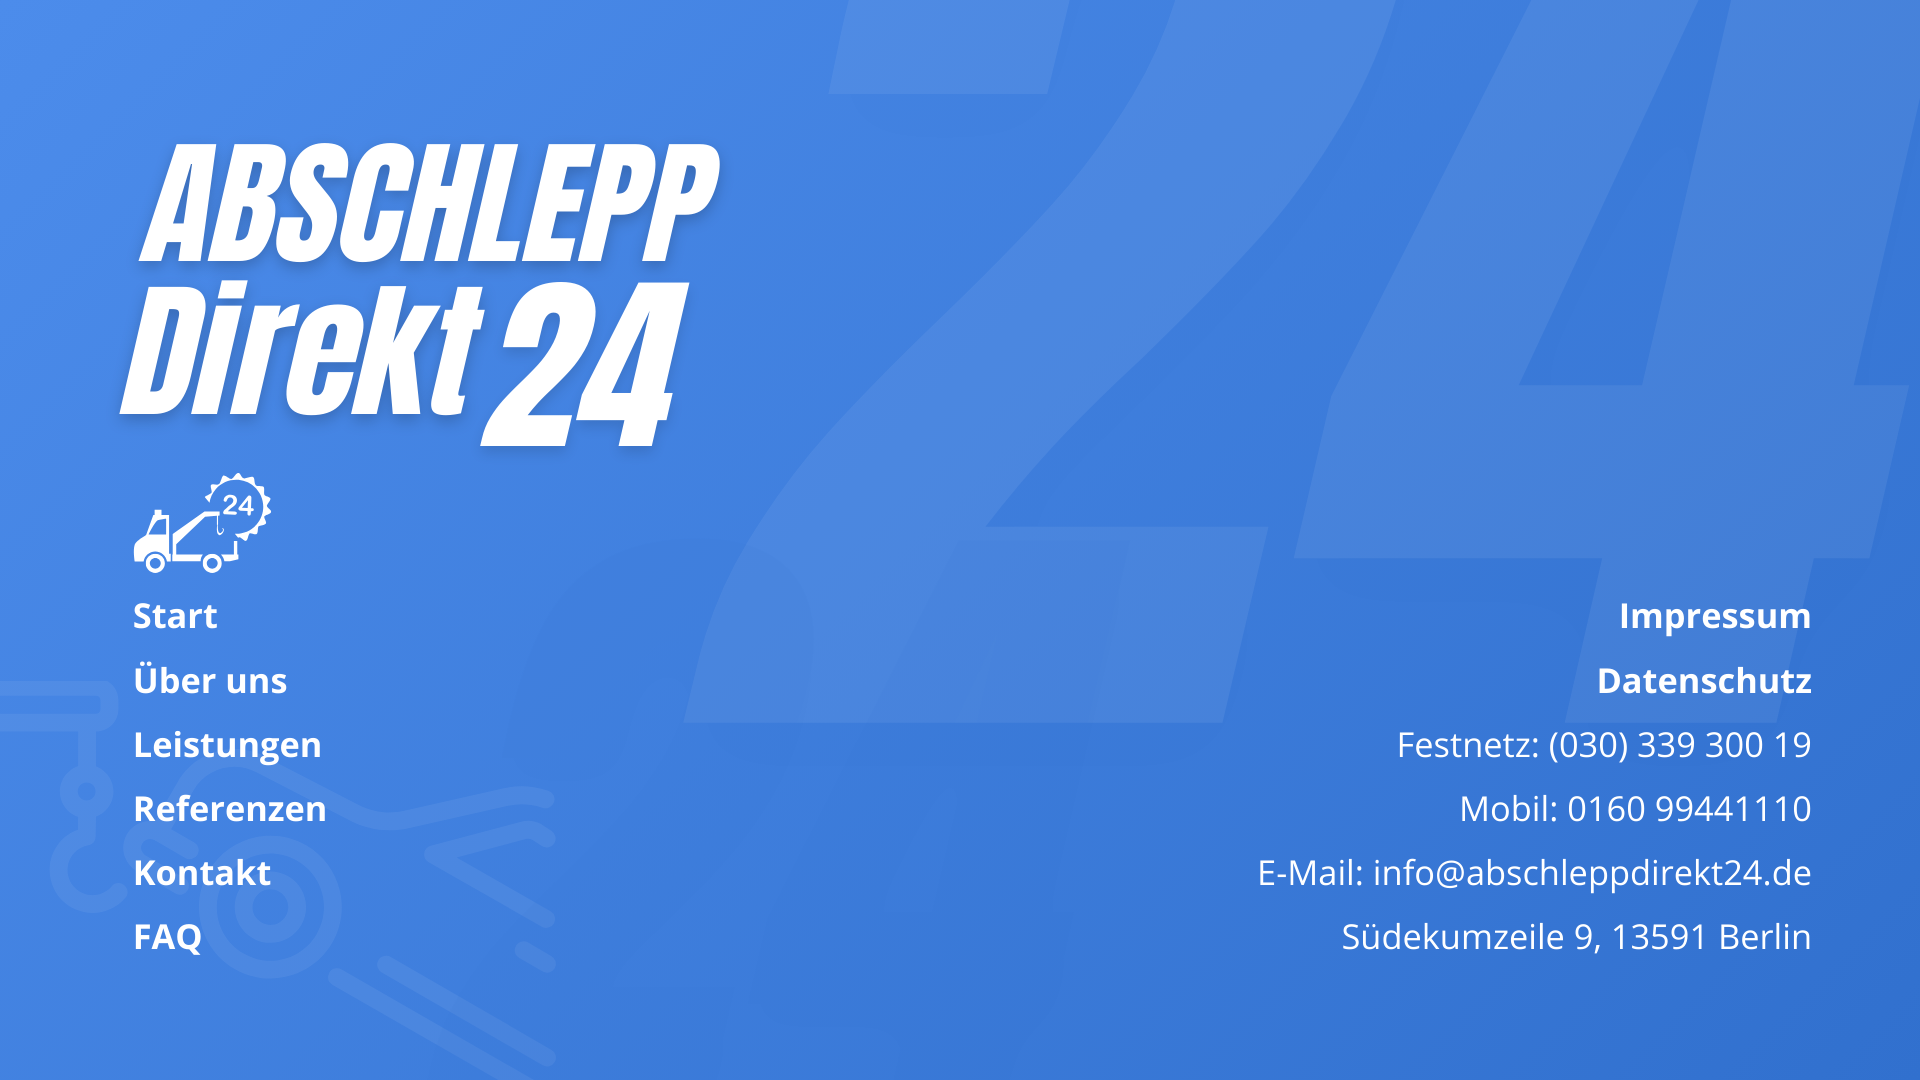 ABSCHLEPP
Direkt 24
24
Start
Über uns
Leistungen
Referenzen
Kontakt
FAQ
Impressum
Datenschutz
Festnetz: (030) 339 300 19
Mobil: 0160 99441110
E-Mail: info@abschleppdirekt24.de
Südekumzeile 9, 13591 Berlin
24